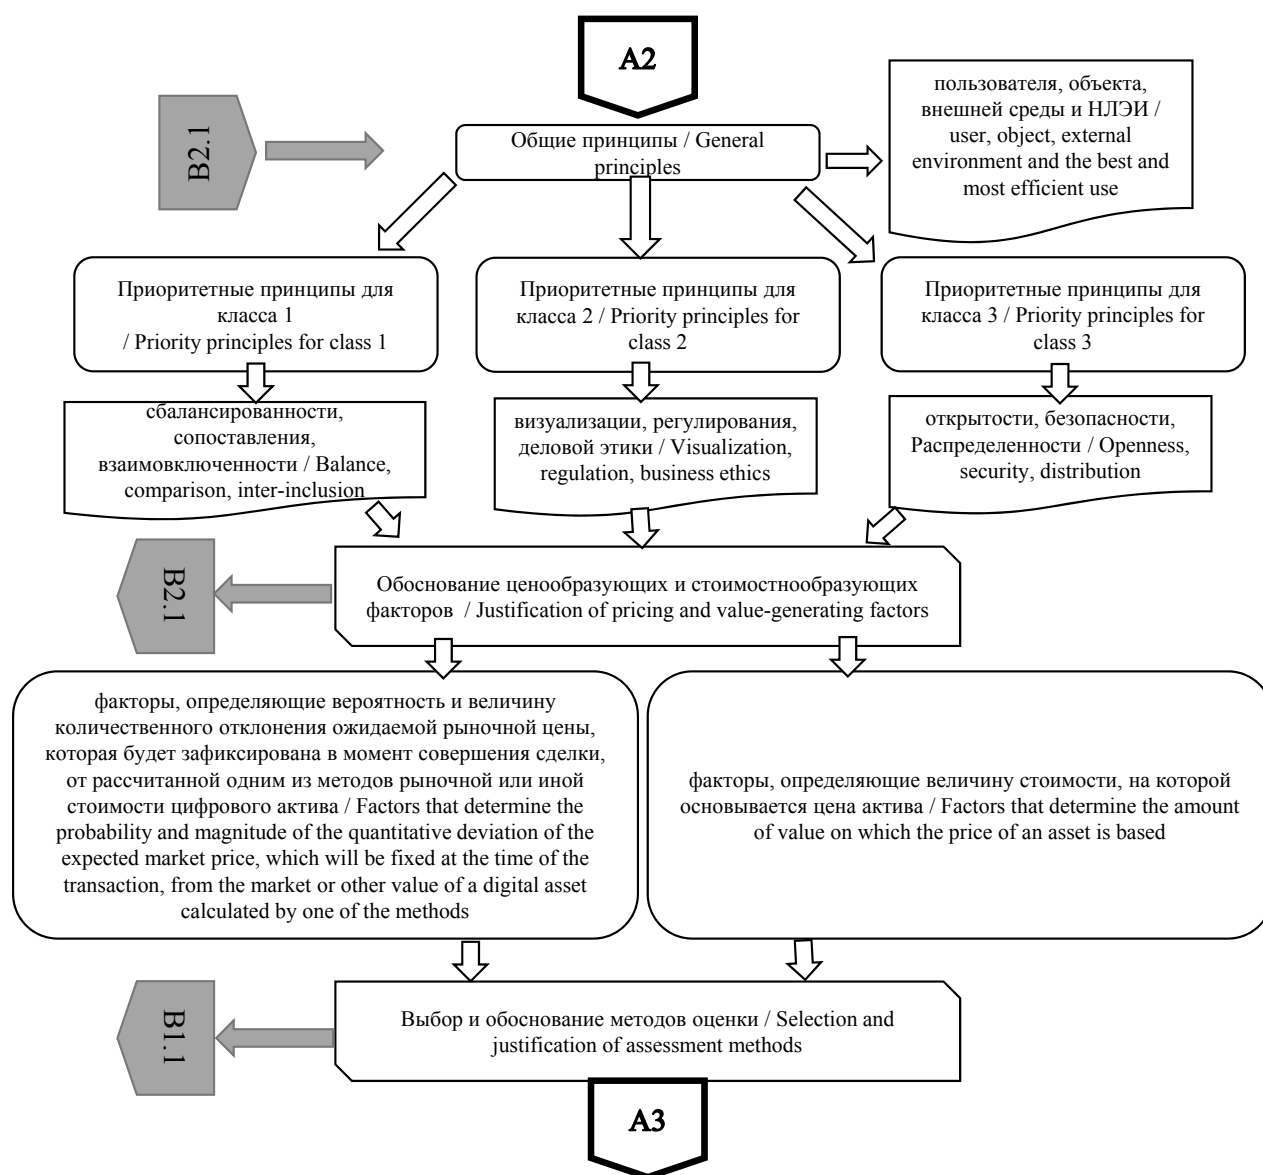 A2
B2.1
Общие принципы / General
principles
пользователя, объекта,
внешней среды и НЛЭИ /
user, object, external
environment and the best and
most efficient use
Приоритетные принципы для
класса 1
/ Priority principles for class 1
Приоритетные принципы для
класса 2 / Priority principles for
class 2
Приоритетные принципы для
класса 3 / Priority principles for
class 3
сбалансированности,
сопоставления,
взаимовключенности / Balance,
comparison, inter-inclusion
визуализации, регулирования,
деловой этики / Visualization,
regulation, business ethics
открытости, безопасности,
Распределенности / Openness,
security, distribution
B2.1
Обоснование ценообразующих и стоимостнообразующих
факторов / Justification of pricing and value-generating factors
факторы, определяющие вероятность и величину
количественного отклонения ожидаемой рыночной цены,
которая будет зафиксирована в момент совершения сделки,
от рассчитанной одним из методов рыночной или иной
стоимости цифрового актива / Factors that determine the
probability and magnitude of the quantitative deviation of the
expected market price, which will be fixed at the time of the
transaction, from the market or other value of a digital asset
calculated by one of the methods
факторы, определяющие величину стоимости, на которой
основывается цена актива / Factors that determine the amount
of value on which the price of an asset is based
B1.1
Выбор и обоснование методов оценки / Selection and
justification of assessment methods
A3